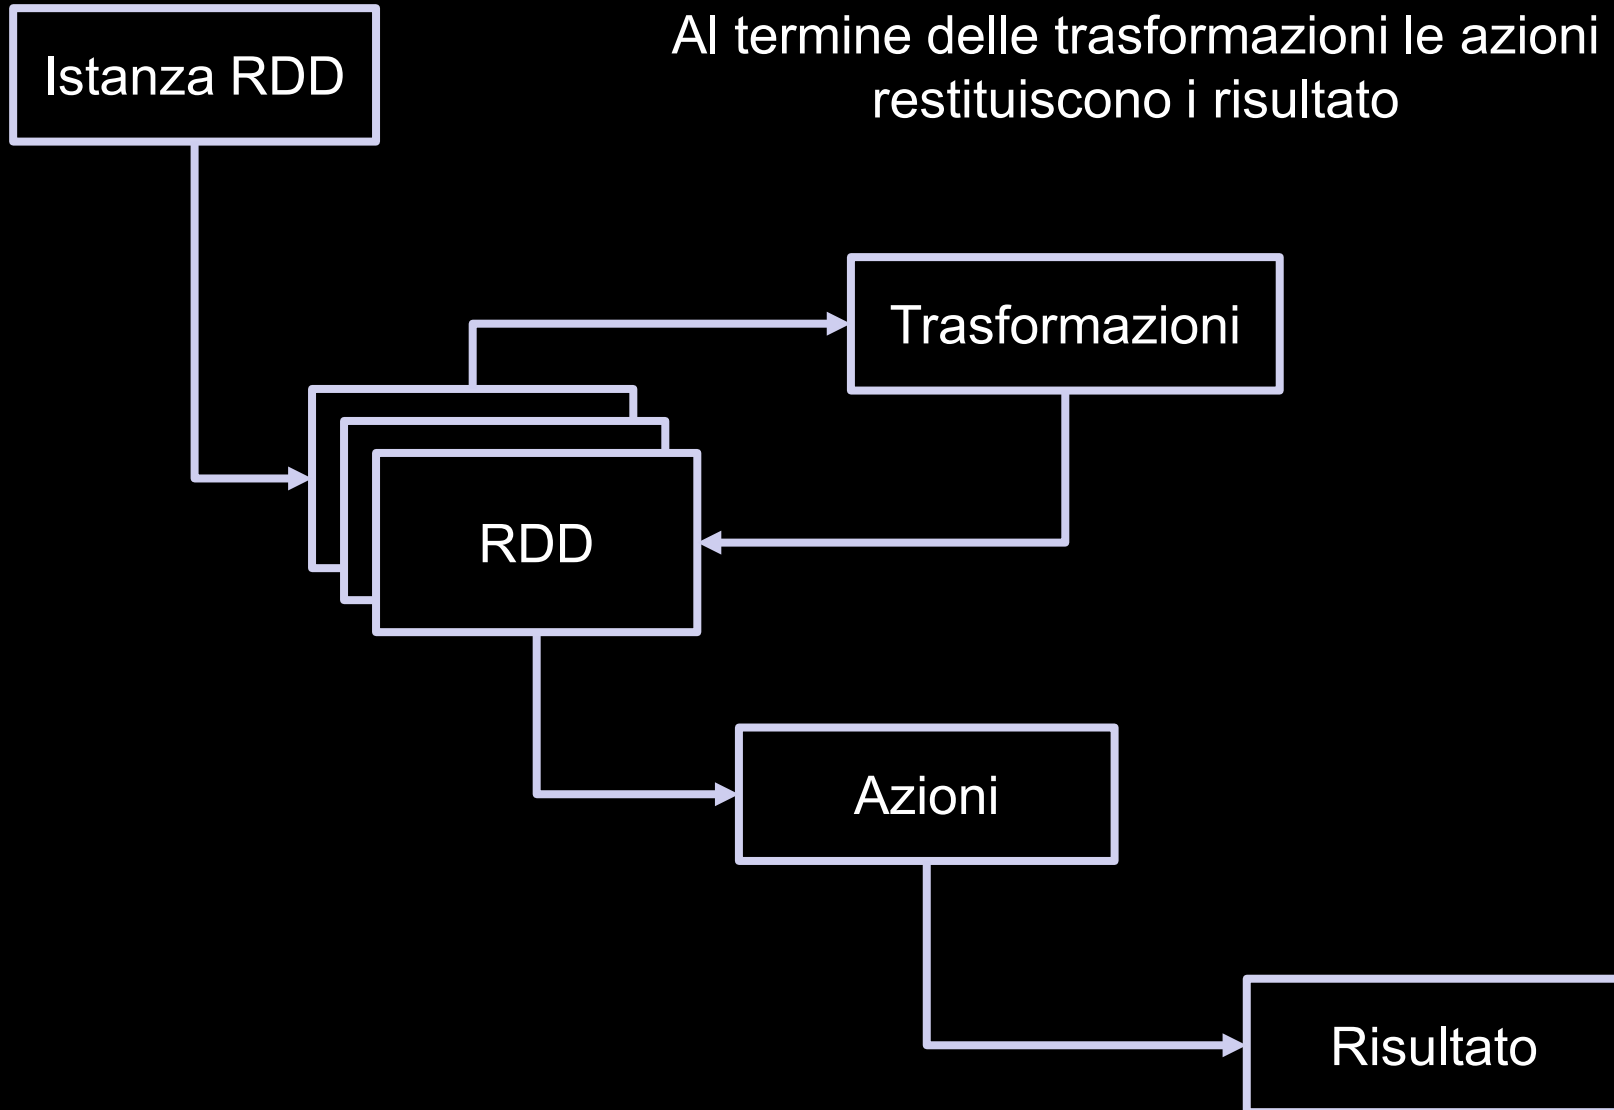 Istanza RDD
Al termine delle trasformazioni le azioni
restituiscono i risultato
Trasformazioni
RDD
Azioni
Risultato